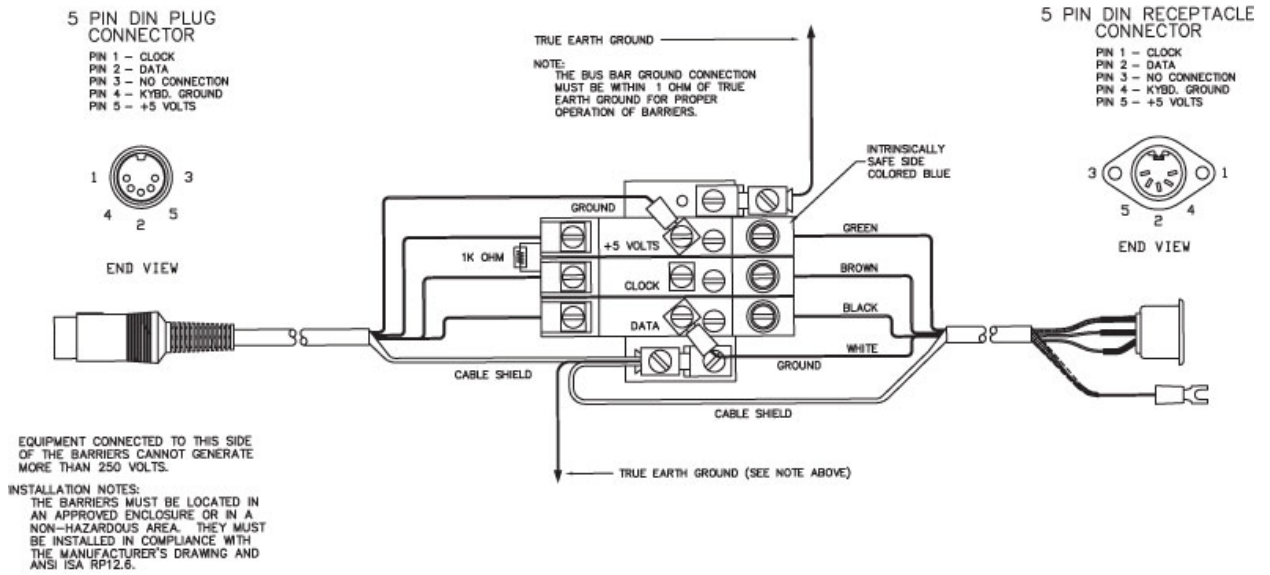 5 PIN DIN PLUG
CONNECTOR
PIN 1 – CLOCK
PIN 2 – DATA
PIN 3 – NO CONNECTION
PIN 4 – KYBD. GROUND
PIN 5 – +5 VOLTS
1
3
4
5
2
END VIEW
TRUE EARTH GROUND
NOTE:
THE BUS BAR GROUND CONNECTION
MUST BE WITHIN 1 OHM OF TRUE
EARTH GROUND FOR PROPER
OPERATION OF BARRIERS.
5 PIN DIN RECEPTACLE
CONNECTOR
PIN 1 – CLOCK
PIN 2 – DATA
PIN 3 – NO CONNECTION
PIN 4 – KYBD. GROUND
PIN 5 – +5 VOLTS
3
1
5
4
2
END VIEW
INTRINSICALLY
SAFE SIDE
COLORED BLUE
GROUND
+5 VOLTS
GREEN
1K OHM
CLOCK
BROWN
DATA
BLACK
WHITE
GROUND
CABLE SHIELD
CABLE SHIELD
TRUE EARTH GROUND (SEE NOTE ABOVE)
EQUIPMENT CONNECTED TO THIS SIDE
OF THE BARRIERS CANNOT GENERATE
MORE THAN 250 VOLTS.
INSTALLATION NOTES:
THE BARRIERS MUST BE LOCATED IN
AN APPROVED ENCLOSURE OR IN A
NON–HAZARDOUS AREA. THEY MUST
BE INSTALLED IN COMPLIANCE WITH
THE MANUFACTURER'S DRAWING AND
ANSI ISA RP12.6.